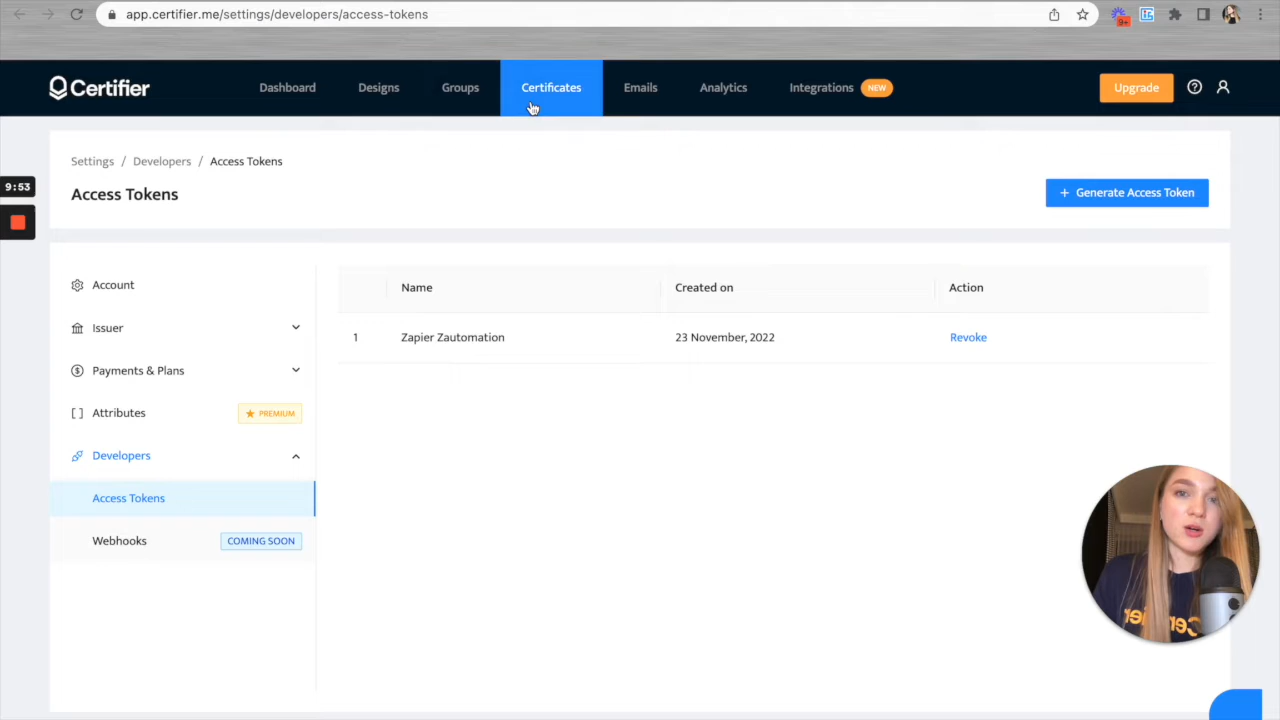 app.certifier.me/settings/developers/access-tokens
9+
Certifier
Dashboard
Designs
Groups
Certificates
Emails
Analytics
Integrations NEW
Upgrade
Settings / Developers / Access Tokens
9:53
Access Tokens
+ Generate Access Token
Account
Issuer
Payments & Plans
Attributes
PREMIUM
Developers
Access Tokens
Webhooks
COMING SOON
Name
Created on
Action
1
Zapier Zautomation
23 November, 2022
Revoke